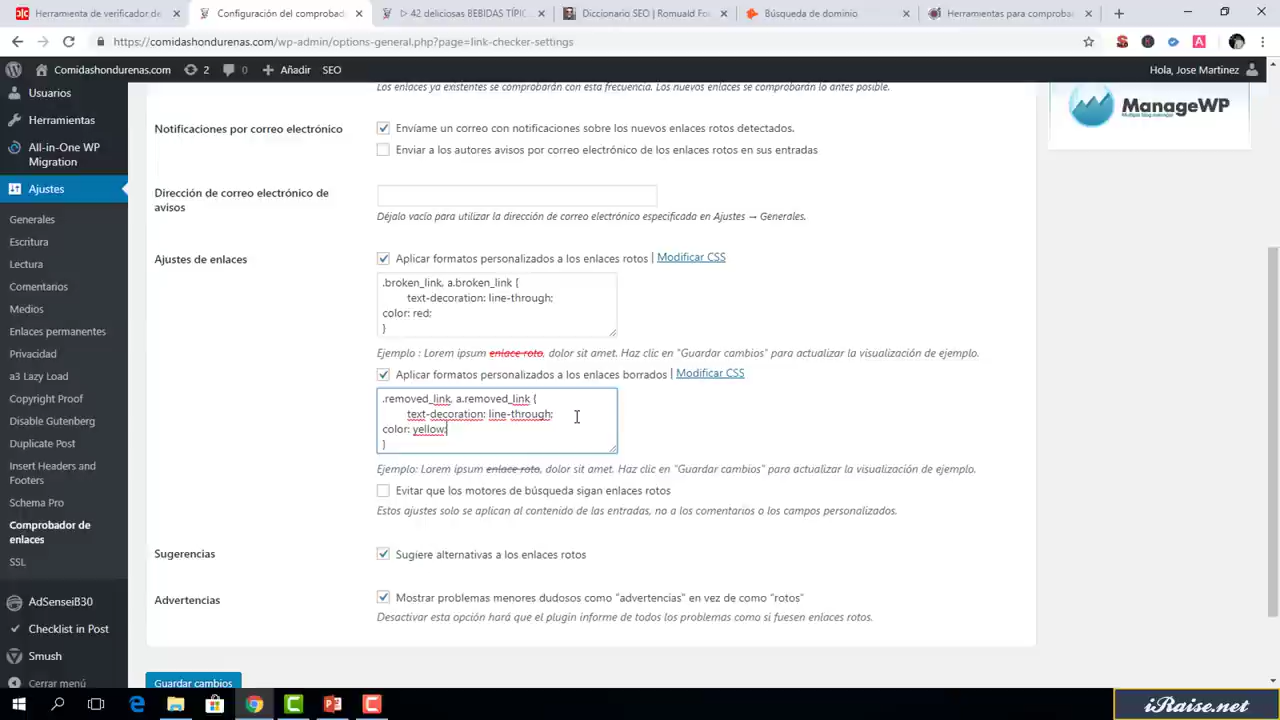 Herramienta de detecc
Configuración del comprobad
▷ 42 deliciosas BEBIDAS TÍPIC
Diccionario SEO | Romuald Fo
Búsqueda de dominio
Herramientas para comproba
https://comidashondurenas.com/wp-admin/options-general.php?page=link-checker-settings
Comidashondurenas.com 2 0 Añadir SEO Hola, Jose Martinez
Usuarios
Herramientas
All-in-One WP
Migration
Ajustes
Generales
Escritura
Lectura
Comentarios
Medios
Enlaces permanentes
Privacidad
a3 Lazy Load
Copyright Proof
Disable Gutenberg
Duplicate Post
Insert Headers and
Footers
Schema Pro
Comprobador de
enlaces
SSL
AdSenseiB30
Checklist in Post
Smush
Cerrar menú
Los enlaces ya existentes se comprobarán con esta frecuencia. Los nuevos enlaces se comprobarán lo antes posible.
Notificaciones por correo electrónico
Envíame un correo con notificaciones sobre los nuevos enlaces rotos detectados.
Enviar a los autores avisos por correo electrónico de los enlaces rotos en sus entradas
Dirección de correo electrónico de
avisos
Déjalo vacío para utilizar la dirección de correo electrónico especificada en Ajustes → Generales.
Ajustes de enlaces
Aplicar formatos personalizados a los enlaces rotos | Modificar CSS
.broken_link, a.broken_link {
text-decoration: line-through;
color: red;
}
Ejemplo : Lorem ipsum enlace roto, dolor sit amet. Haz clic en "Guardar cambios" para actualizar la visualización de ejemplo.
Aplicar formatos personalizados a los enlaces borrados | Modificar CSS
.removed_link, a.removed_link {
text-decoration: line-through;
color: yellow;
}
Ejemplo: Lorem ipsum enlace roto, dolor sit amet. Haz clic en "Guardar cambios" para actualizar la visualización de ejemplo.
Evitar que los motores de búsqueda sigan enlaces rotos
Estos ajustes solo se aplican al contenido de las entradas, no a los comentarios o los campos personalizados.
Sugerencias
Sugiere alternativas a los enlaces rotos
Advertencias
Mostrar problemas menores dudosos como "advertencias" en vez de como "rotos"
Desactivar esta opción hará que el plugin informe de todos los problemas como si fuesen enlaces rotos.
Guardar cambios
ManageWP
iRaise.net